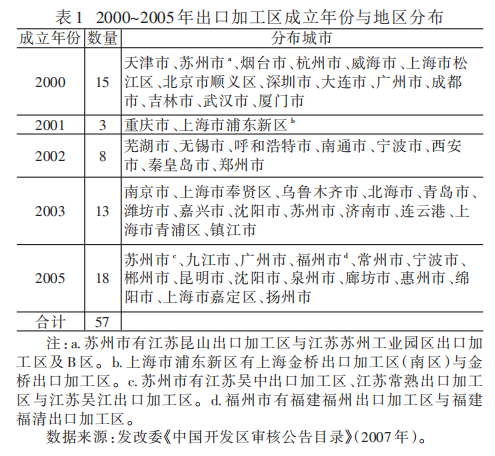 表1 2000~2005年出口加工区成立年份与地区分布
成立年份 数量 分布城市
天津市、苏州市a、烟台市、杭州市、威海市、上海市松
2000 15 江区、北京市顺义区、深圳市、大连市、广州市、成都
市、吉林市、武汉市、厦门市
2001 3 重庆市、上海市浦东新区b
2002 8 芜湖市、无锡市、呼和浩特市、南通市、宁波市、西安
市、秦皇岛市、郑州市
南京市、上海市奉贤区、乌鲁木齐市、北海市、青岛市、
2003 13 潍坊市、嘉兴市、沈阳市、苏州市、济南市、连云港、上
海市青浦区、镇江市
苏州市c、九江市、广州市、福州市d、常州市、宁波市、
2005 18 郴州市、昆明市、沈阳市、泉州市、廊坊市、惠州市、绵
阳市、上海市嘉定区、扬州市
合计 57
注:a.苏州市有江苏昆山出口加工区与江苏苏州工业园区出口加
工区及B区。b.上海市浦东新区有上海金桥出口加工区(南区)与金
桥出口加工区。c.苏州市有江苏吴中出口加工区、江苏常熟出口加工
区与江苏吴江出口加工区。d.福州市有福建福州出口加工区与福建
福清出口加工区。
数据来源:发改委《中国开发区审核公告目录》(2007年)。